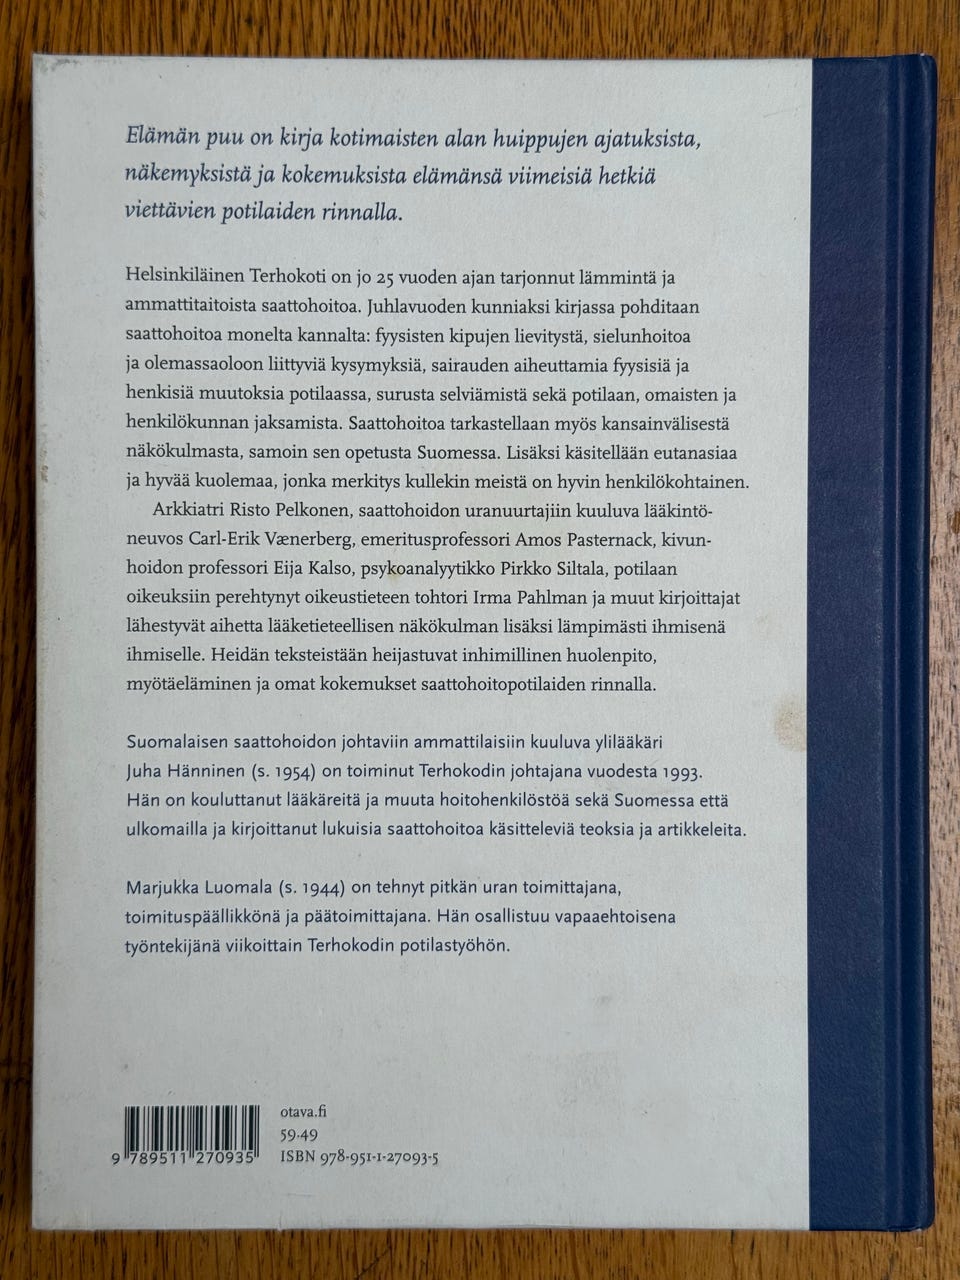 Elämän puu on kirja kotimaisten alan huippujen ajatuksista,
näkemyksistä ja kokemuksista elämänsä viimeisiä hetkiä
viettävien potilaiden rinnalla.
Helsinkiläinen Terhokoti on jo 25 vuoden ajan tarjonnut lämmintä ja
ammattitaitoista saattohoitoa. Juhlavuoden kunniaksi kirjassa pohditaan
saattohoitoa monelta kannalta: fyysisten kipujen lievitystä, sielunhoitoa
ja olemassaoloon liittyviä kysymyksiä, sairauden aiheuttamia fyysisiä ja
henkisiä muutoksia potilaassa, surusta selviämistä sekä potilaan, omaisten ja
henkilökunnan jaksamista. Saattohoitoa tarkastellaan myös kansainvälisestä
näkökulmasta, samoin sen opetusta Suomessa. Lisäksi käsitellään eutanasiaa
ja hyvää kuolemaa, jonka merkitys kullekin meistä on hyvin henkilökohtainen.
Arkkiatri Risto Pelkonen, saattohoidon uranuurtajiin kuuluva lääkintö-
neuvos Carl-Erik Vænerberg, emeritusprofessori Amos Pasternack, kivun-
hoidon professori Eija Kalso, psykoanalyytikko Pirkko Siltala, potilaan
oikeuksiin perehtynyt oikeustieteen tohtori Irma Pahlman ja muut kirjoittajat
lähestyvät aihetta lääketieteellisen näkökulman lisäksi lämpimästi ihmisenä
ihmiselle. Heidän teksteistään heijastuvat inhimillinen huolenpito,
myötäeläminen ja omat kokemukset saattohoitopotilaiden rinnalla.
Suomalaisen saattohoidon johtaviin ammattilaisiin kuuluva ylilääkäri
Juha Hänninen (s. 1954) on toiminut Terhokodin johtajana vuodesta 1993.
Hän on kouluttanut lääkäreitä ja muuta hoitohenkilöstöä sekä Suomessa että
ulkomailla ja kirjoittanut lukuisia saattohoitoa käsitteleviä teoksia ja artikkeleita.
Marjukka Luomala (s. 1944) on tehnyt pitkän uran toimittajana,
toimituspäällikkönä ja päätoimittajana. Hän osallistuu vapaaehtoisena
työntekijänä viikoittain Terhokodin potilastyöhön.
otava.fi
59.49
ISBN 978-951-1-27093-5
9 789511 270935